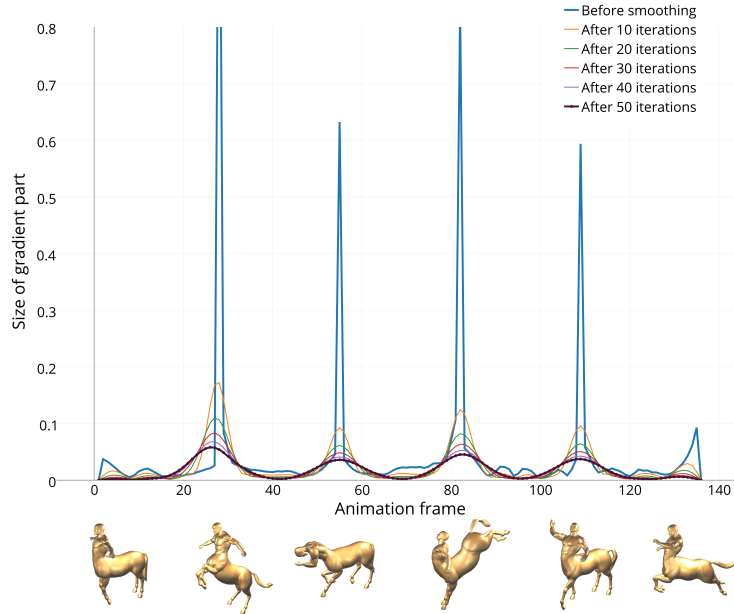 Before smoothing
After 10 iterations
After 20 iterations
After 30 iterations
After 40 iterations
After 50 iterations
Size of gradient part
0.8
0.7
0.6
0.5
0.4
0.3
0.2
0.1
0
0 20 40 60 80 100 120 140
Animation frame